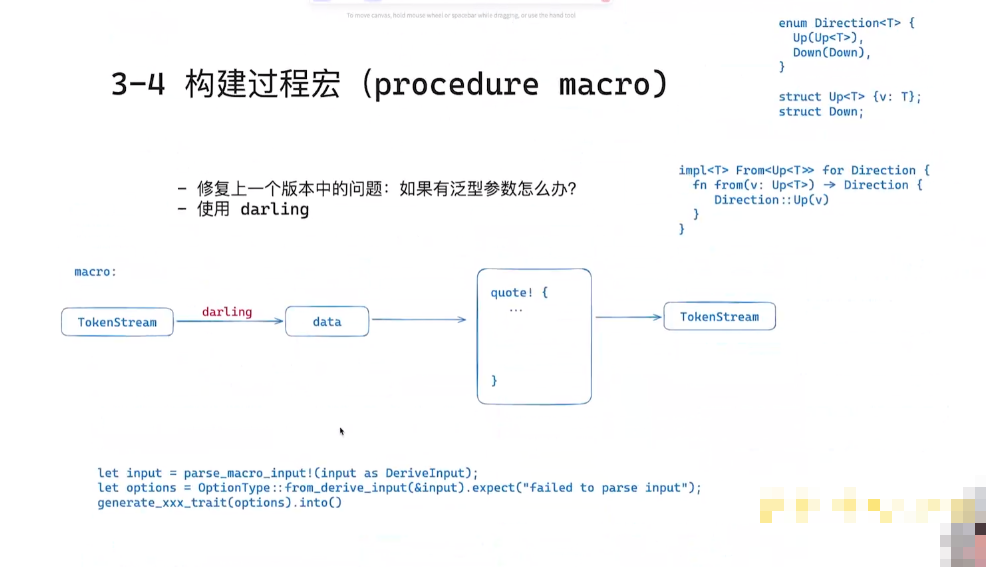 To move canvas, hold mouse wheel or spacebar while dragging, or use the hand tool
3-4 构建过程宏（procedure macro）
- 修复上一个版本中的问题：如果有泛型参数怎么办？
- 使用 darling
enum Direction<T> {
Up(Up<T>),
Down(Down),
}
struct Up<T> {v: T};
struct Down;
impl<T> From<Up<T>> for Direction {
fn from(v: Up<T>) → Direction {
Direction::Up(v)
}
}
macro:
TokenStream
darling
data
quote! {
...
}
TokenStream
let input = parse_macro_input!(input as DeriveInput);
let options = OptionType::from_derive_input(&input).expect("failed to parse input");
generate_xxx_trait(options).into()